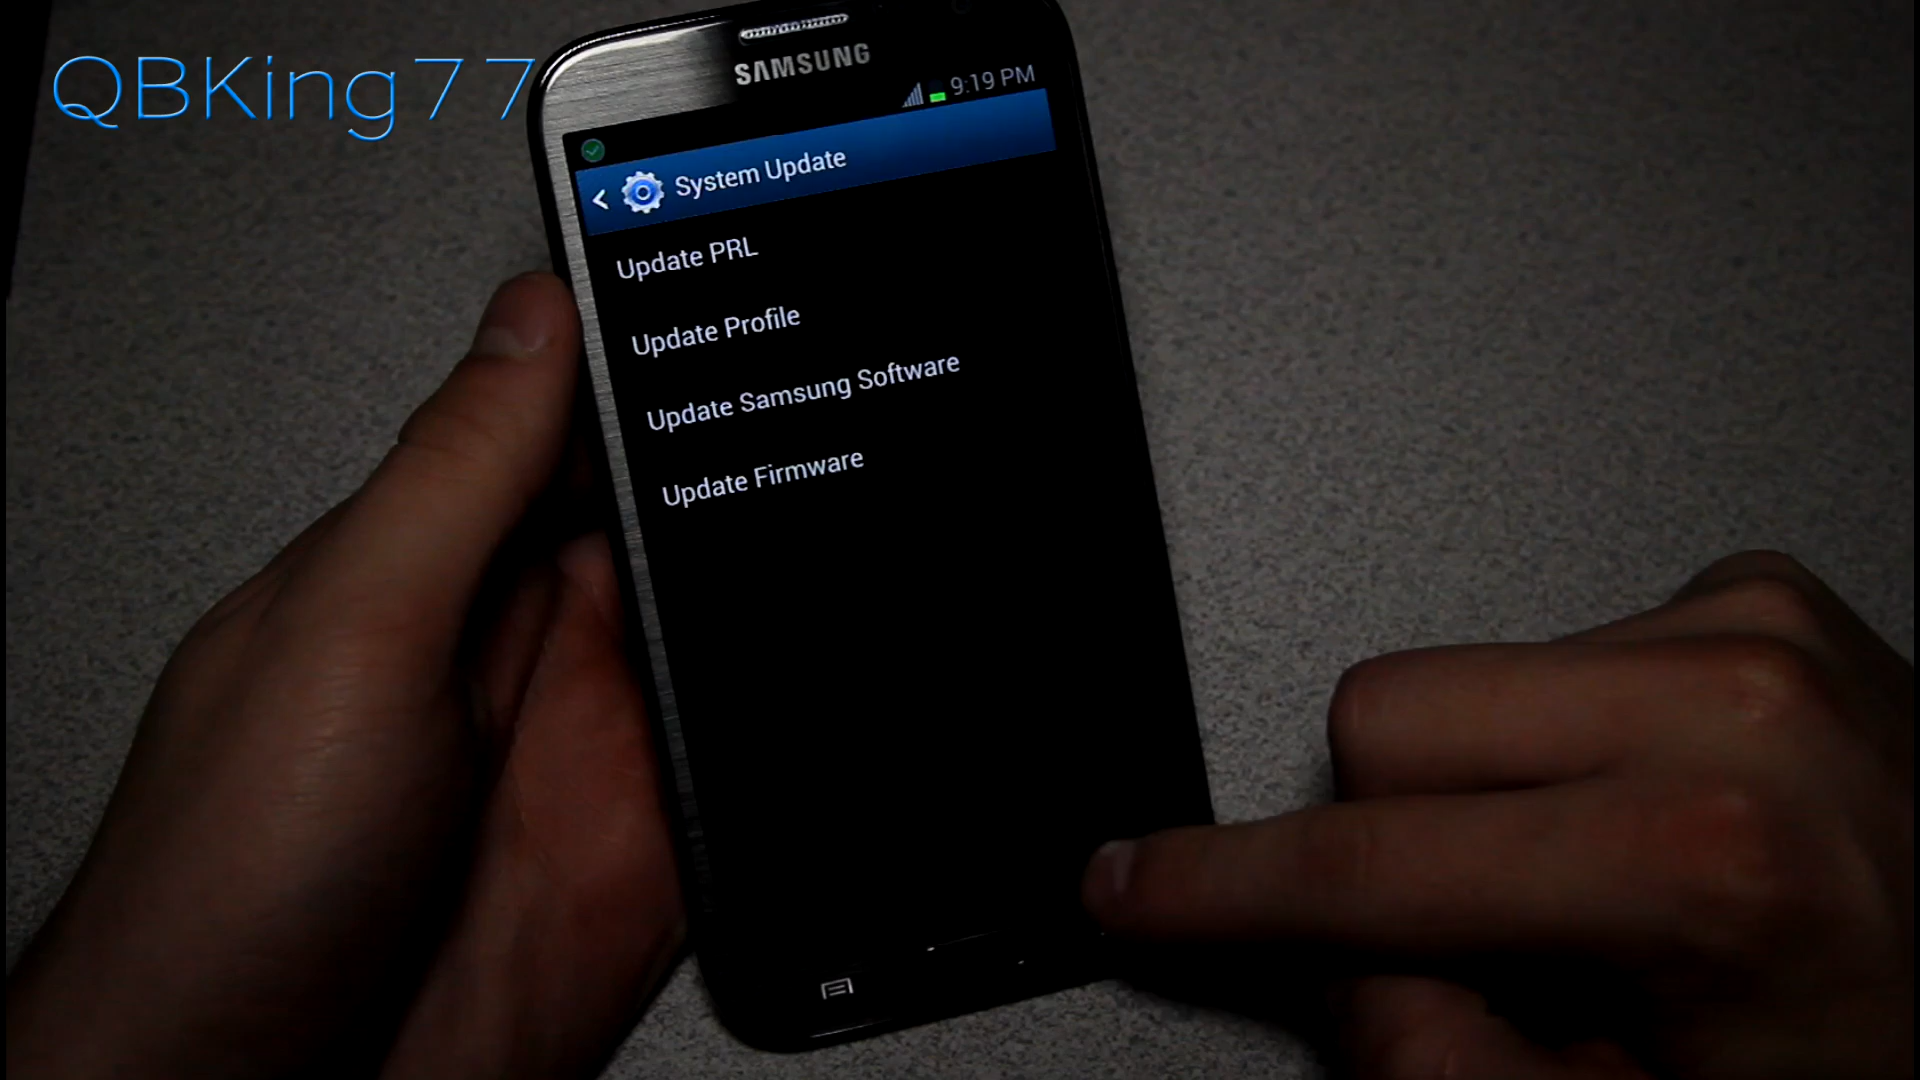 QBKing77
SAMSUNG
9:19 PM
System Update
Update PRL
Update Profile
Update Samsung Software
Update Firmware